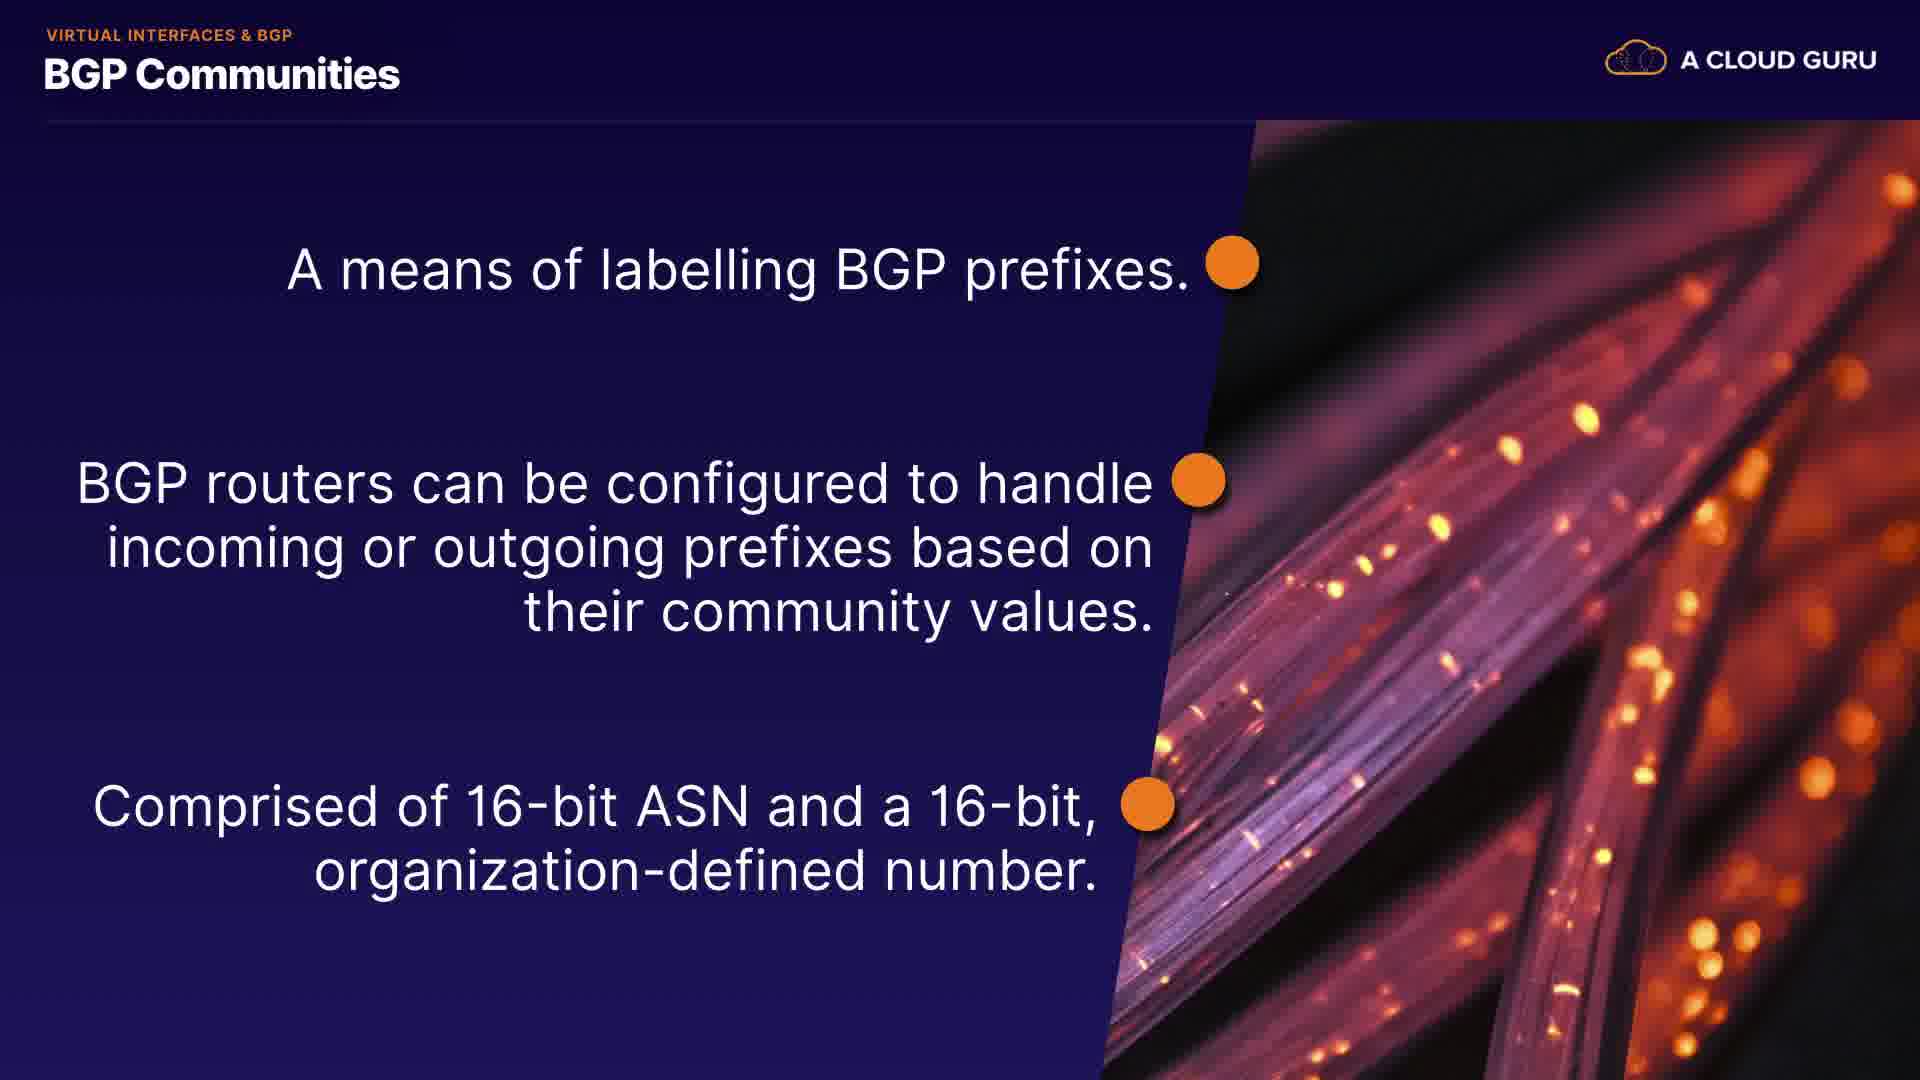 VIRTUAL INTERFACES & BGP
BGP Communities
A CLOUD GURU
A means of labelling BGP prefixes.
BGP routers can be configured to handle
incoming or outgoing prefixes based on
their community values.
Comprised of 16-bit ASN and a 16-bit,
organization-defined number.